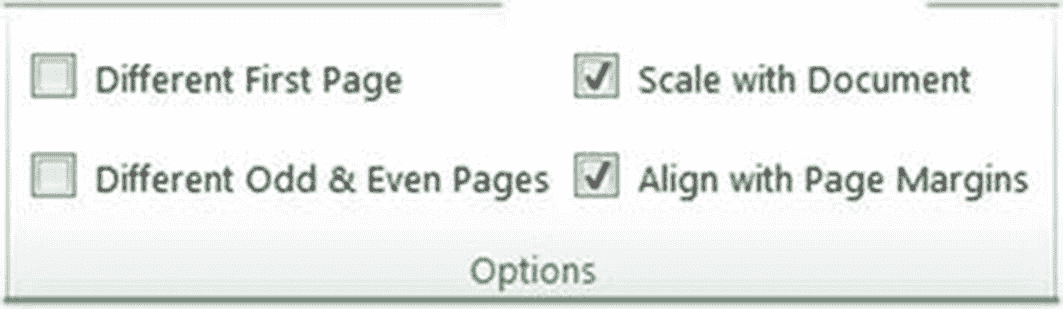 Different First Page
Scale with Document
Different Odd & Even Pages
Align with Page Margins
Options